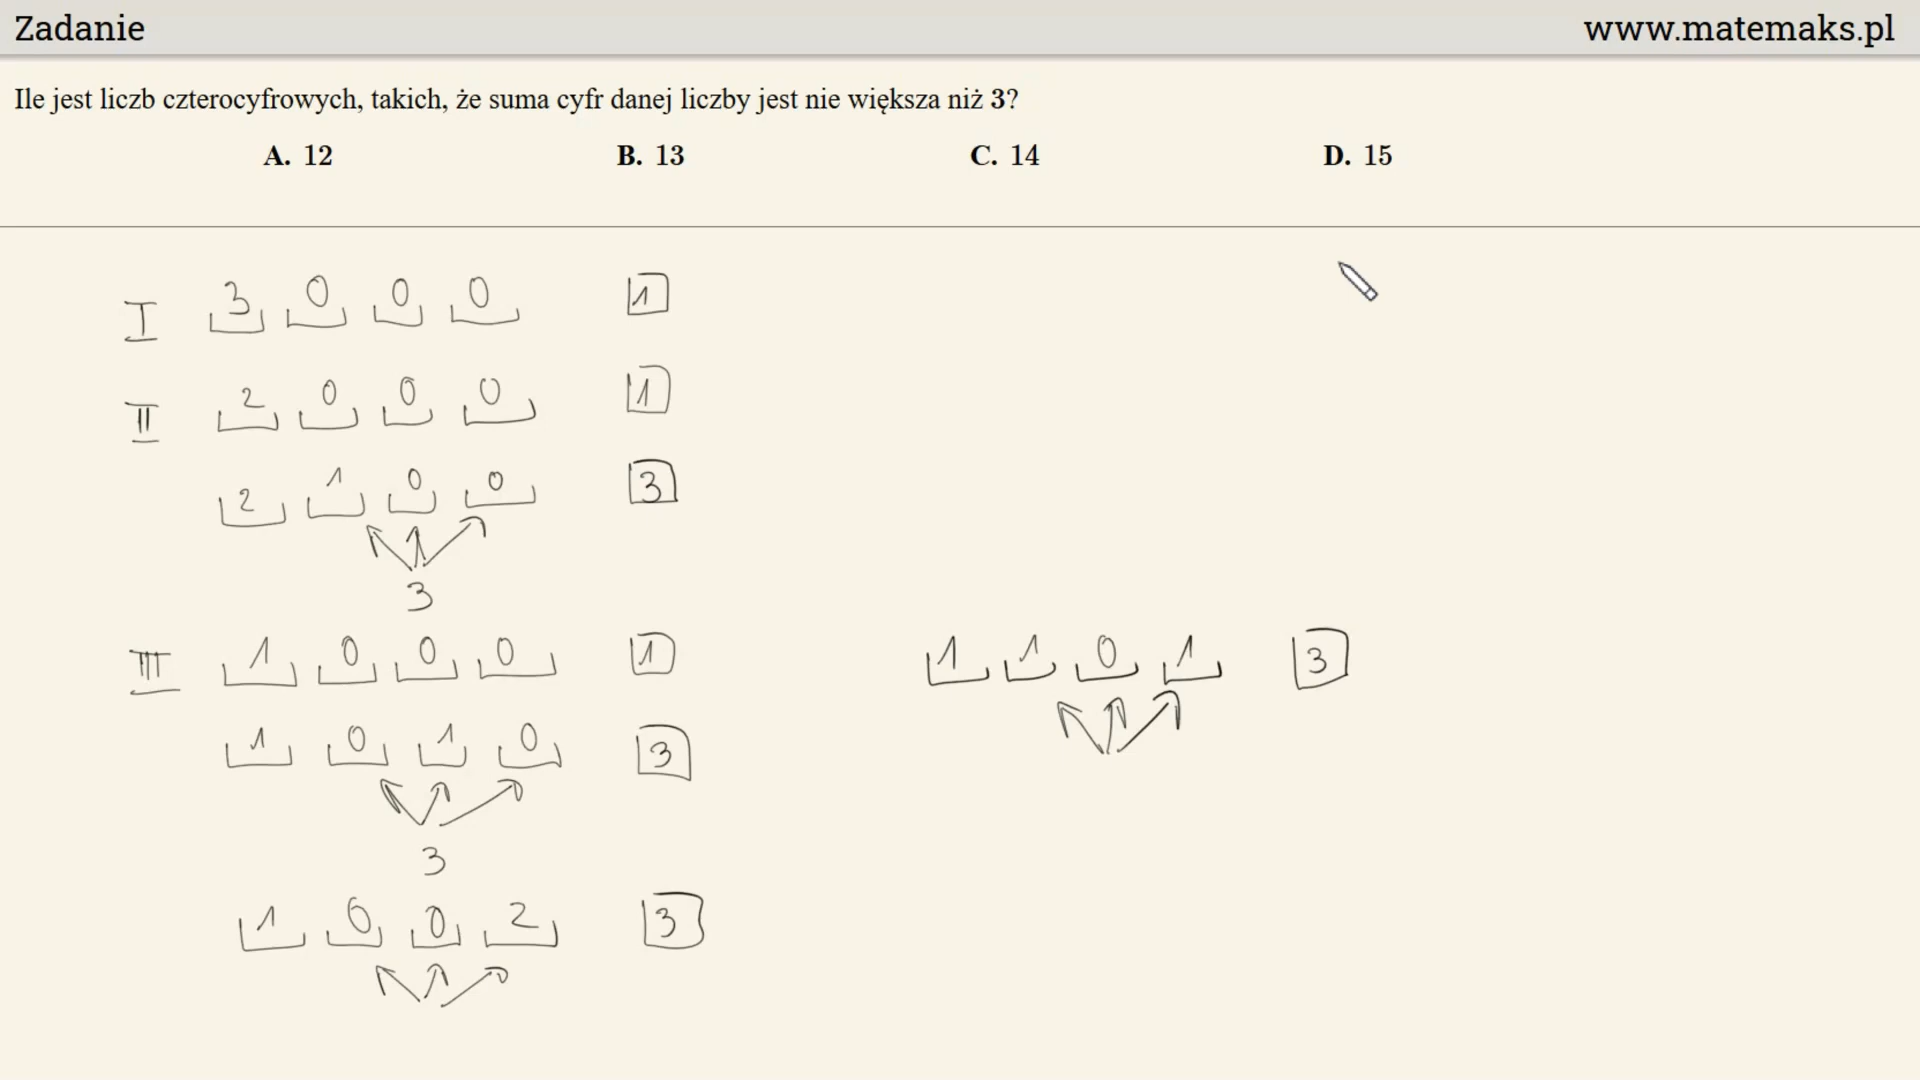 Zadanie www.matemaks.pl
Ile jest liczb czterocyfrowych, takich, że suma cyfr danej liczby jest nie większa niż 3?
A. 12 B. 13 C. 14 D. 15
I 3 0 0 0 1
II 2 0 0 0 1
2 1 0 0 3
3
III 1 0 0 0 1
1 0 1 0 3
3
1 0 0 2 3
1 1 0 1 3